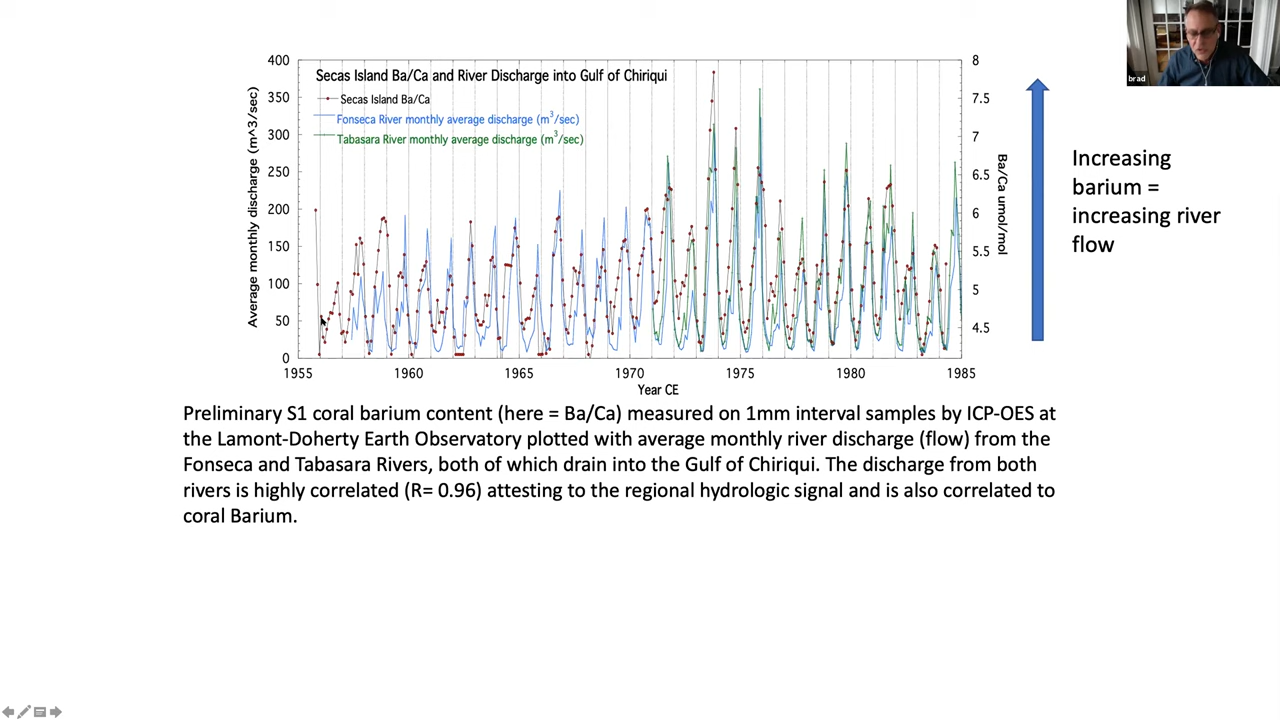 brad
Secas Island Ba/Ca and River Discharge into Gulf of Chiriqui
Secas Island Ba/Ca
Fonseca River monthly average discharge (m³/sec)
Tabasara River monthly average discharge (m³/sec)
Average monthly discharge (m^3/sec)
400
350
300
250
200
150
100
50
0
8
7.5
7
6.5
6
5.5
5
4.5
Ba/Ca umol/mol
1955 1960 1965 1970 1975 1980 1985
Year CE
Increasing
barium =
increasing river
flow
Preliminary S1 coral barium content (here = Ba/Ca) measured on 1mm interval samples by ICP-OES at
the Lamont-Doherty Earth Observatory plotted with average monthly river discharge (flow) from the
Fonseca and Tabasara Rivers, both of which drain into the Gulf of Chiriqui. The discharge from both
rivers is highly correlated (R= 0.96) attesting to the regional hydrologic signal and is also correlated to
coral Barium.